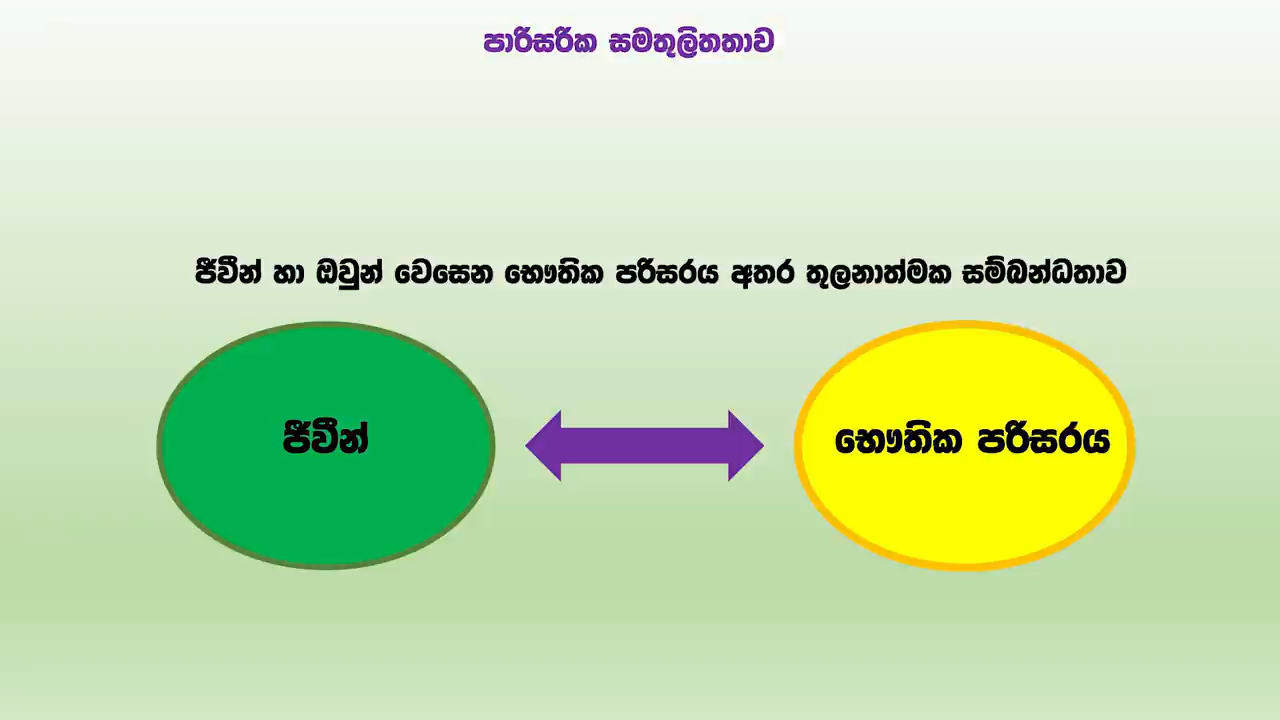 පාරිසරික සමතුලිතතාව
ජීවීන් හා ඔවුන් වෙසෙන භෞතික පරිසරය අතර තුලනාත්මක සම්බන්ධතාව
ජීවීන්
භෞතික පරිසරය